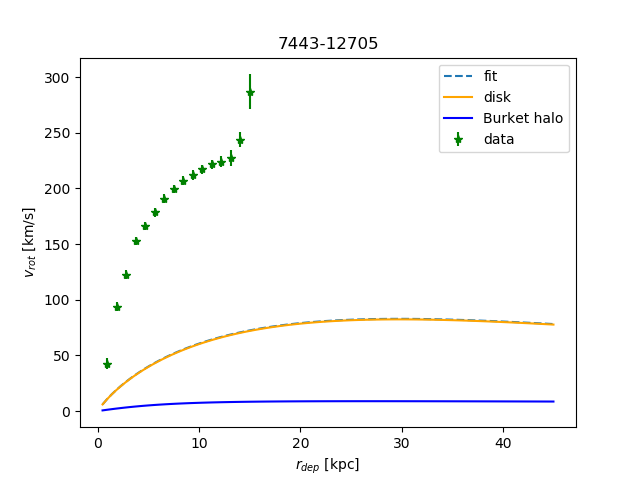 7443-12705
fit
disk
Burket halo
data
300
250
200
150
100
50
0
v_rot [km/s]
0 10 20 30 40
r_dep [kpc]